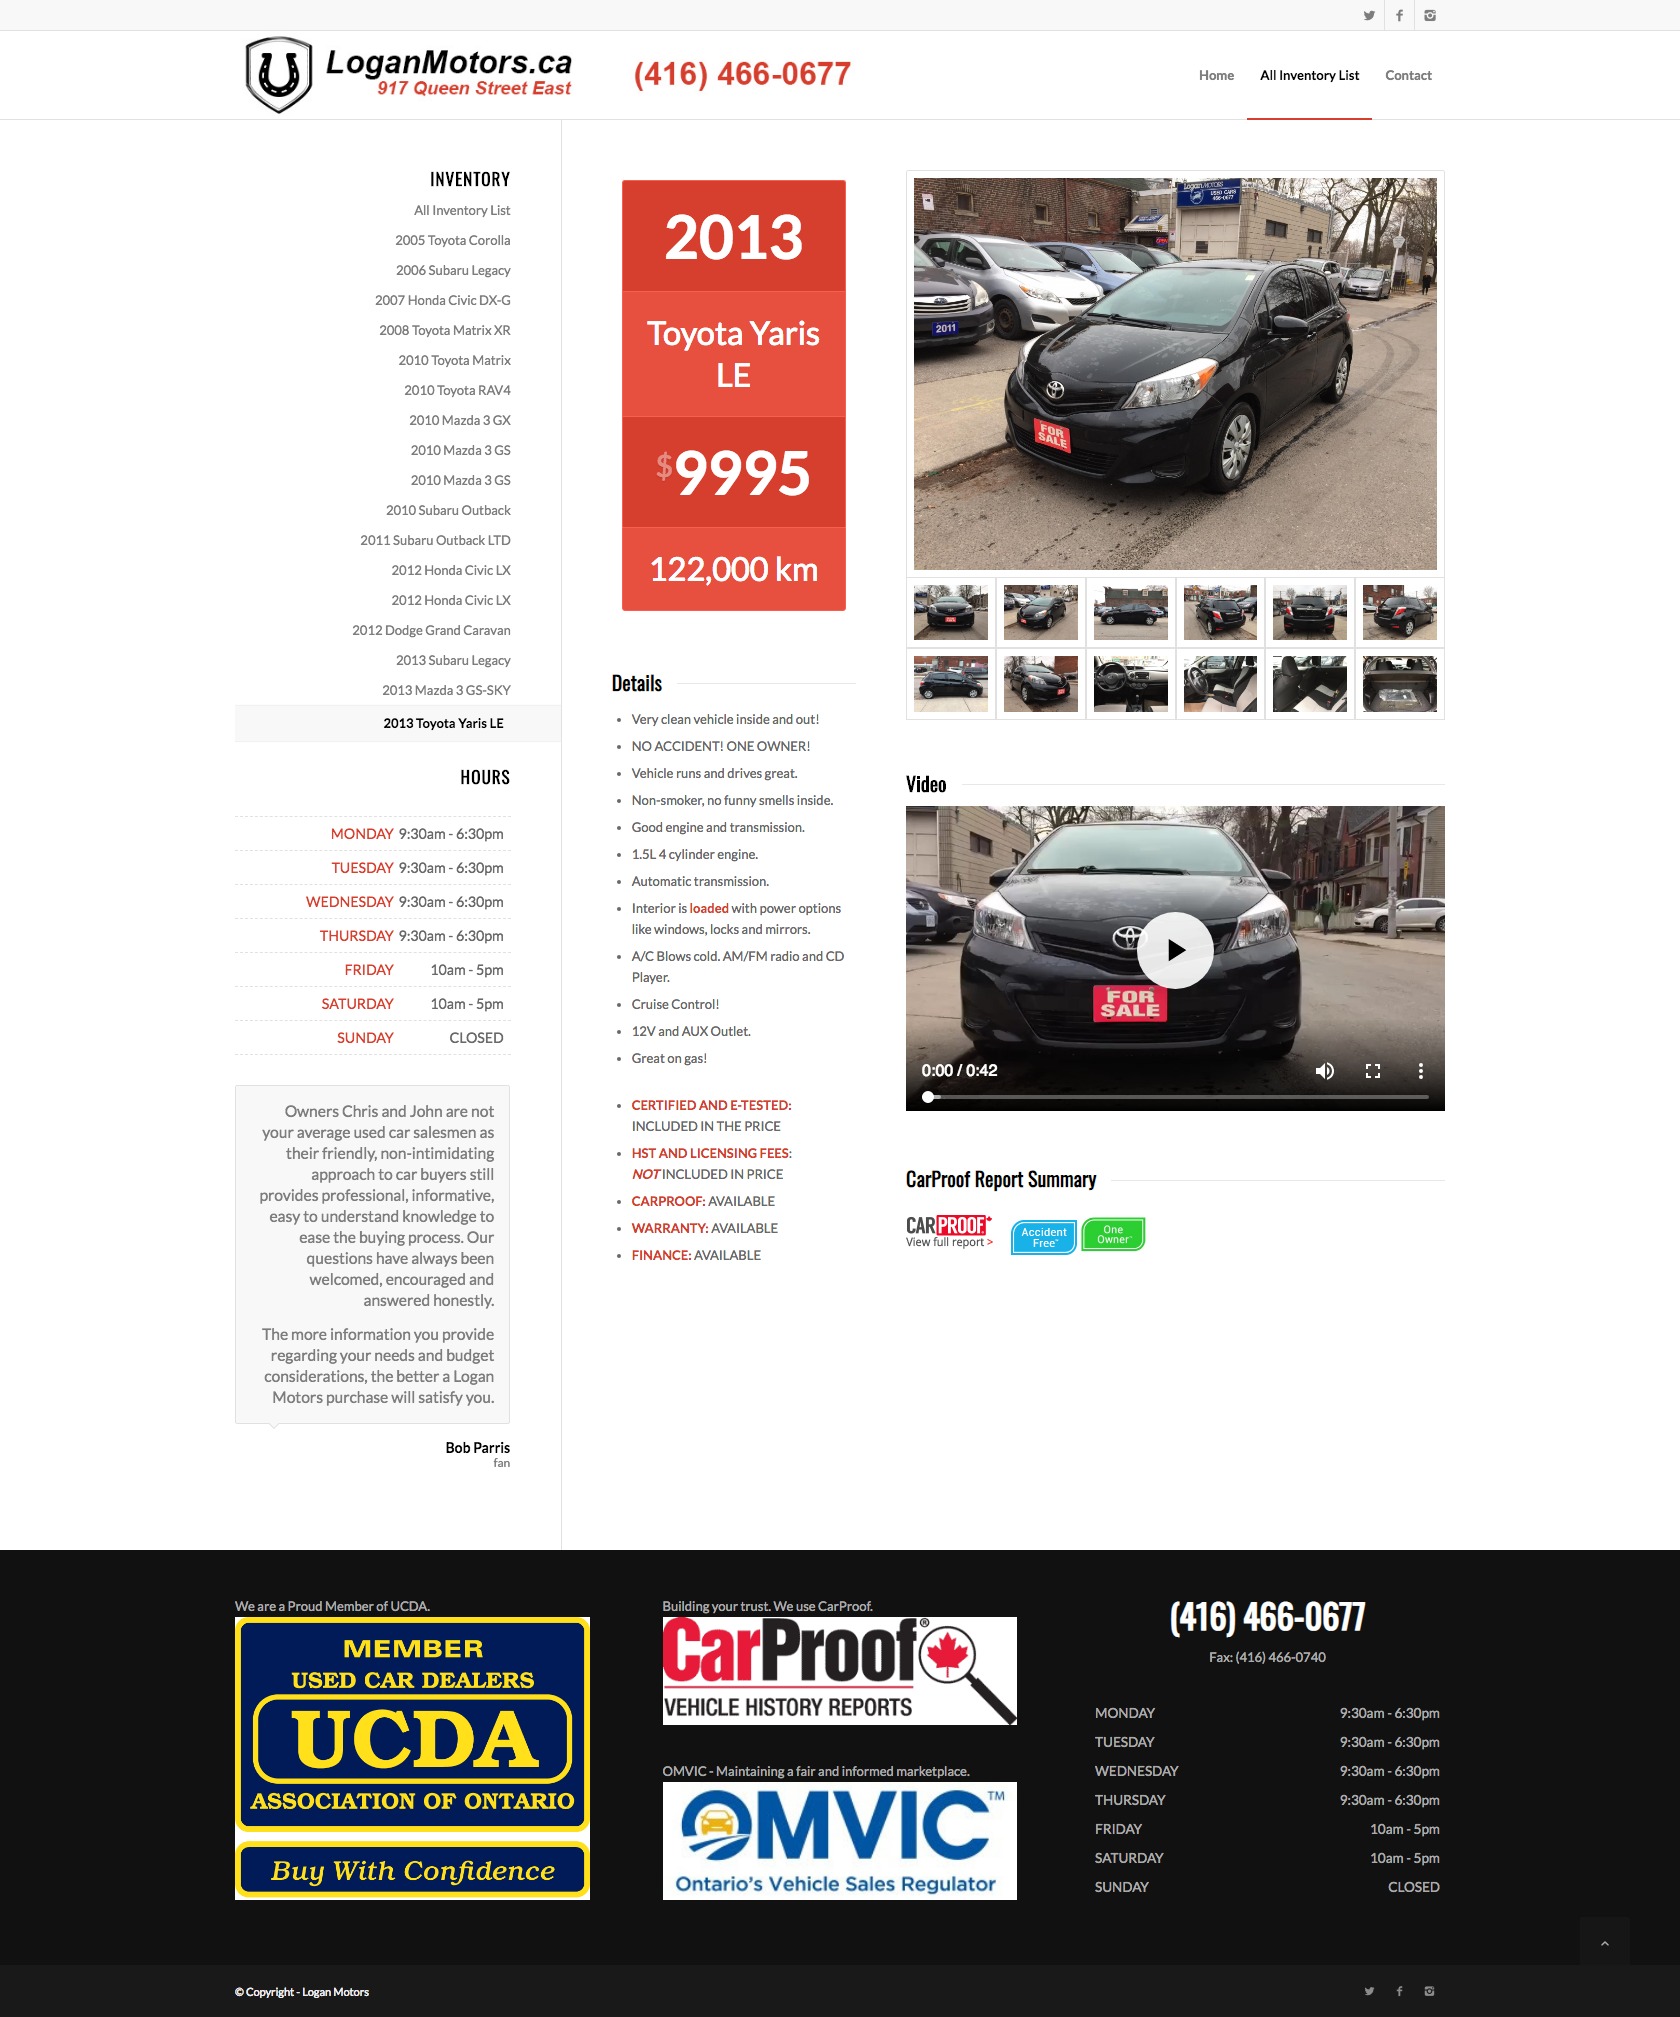 LoganMotors.ca
917 Queen Street East
(416) 466-0677
Home
All Inventory List
Contact
INVENTORY
All Inventory List
2005 Toyota Corolla
2006 Subaru Legacy
2007 Honda Civic DX-G
2008 Toyota Matrix XR
2010 Toyota Matrix
2010 Toyota RAV4
2010 Mazda 3 GX
2010 Mazda 3 GS
2010 Mazda 3 GS
2010 Subaru Outback
2011 Subaru Outback LTD
2012 Honda Civic LX
2012 Honda Civic LX
2012 Dodge Grand Caravan
2013 Subaru Legacy
2013 Mazda 3 GS-SKY
2013 Toyota Yaris LE
HOURS
MONDAY 9:30am - 6:30pm
TUESDAY 9:30am - 6:30pm
WEDNESDAY 9:30am - 6:30pm
THURSDAY 9:30am - 6:30pm
FRIDAY 10am - 5pm
SATURDAY 10am - 5pm
SUNDAY CLOSED
Owners Chris and John are not
your average used car salesmen as
their friendly, non-intimidating
approach to car buyers still
provides professional, informative,
easy to understand knowledge to
ease the buying process. Our
questions have always been
welcomed, encouraged and
answered honestly.
The more information you provide
regarding your needs and budget
considerations, the better a Logan
Motors purchase will satisfy you.
Bob Parris
fan
2013
Toyota Yaris
LE
$9995
122,000 km
Details
Very clean vehicle inside and out!
NO ACCIDENT! ONE OWNER!
Vehicle runs and drives great.
Non-smoker, no funny smells inside.
Good engine and transmission.
1.5L 4 cylinder engine.
Automatic transmission.
Interior is loaded with power options
like windows, locks and mirrors.
A/C Blows cold. AM/FM radio and CD
Player.
Cruise Control!
12V and AUX Outlet.
Great on gas!
CERTIFIED AND E-TESTED:
INCLUDED IN THE PRICE
HST AND LICENSING FEES:
NOT INCLUDED IN PRICE
CARPROOF: AVAILABLE
WARRANTY: AVAILABLE
FINANCE: AVAILABLE
Logan MOTORS
USED CARS
466-0677
OPEN
2011
FOR
SALE
Video
FOR
SALE
0:00 / 0:42
CarProof Report Summary
CARPROOF
View full report >
Accident
Free™
One
Owner™
We are a Proud Member of UCDA.
MEMBER
USED CAR DEALERS
UCDA
ASSOCIATION OF ONTARIO
Buy With Confidence
Building your trust. We use CarProof.
CarProof®
VEHICLE HISTORY REPORTS
OMVIC - Maintaining a fair and informed marketplace.
OMVIC™
Ontario's Vehicle Sales Regulator
(416) 466-0677
Fax: (416) 466-0740
MONDAY 9:30am - 6:30pm
TUESDAY 9:30am - 6:30pm
WEDNESDAY 9:30am - 6:30pm
THURSDAY 9:30am - 6:30pm
FRIDAY 10am - 5pm
SATURDAY 10am - 5pm
SUNDAY CLOSED
© Copyright - Logan Motors